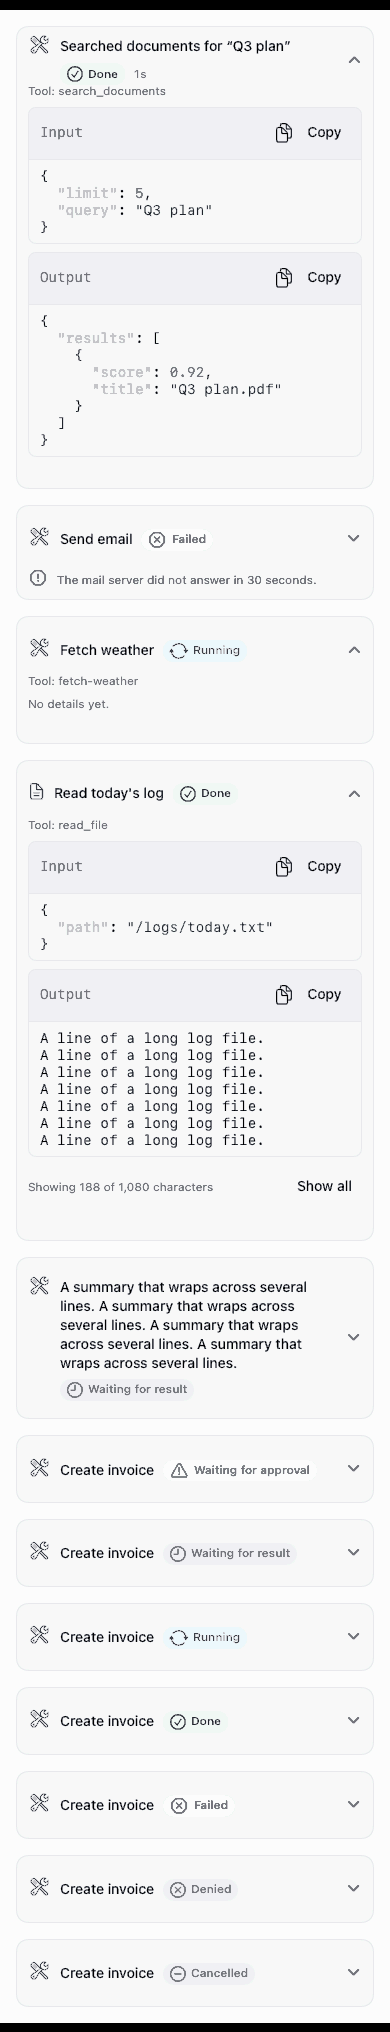 Searched documents for “Q3 plan”
Done 1s
Tool: search_documents
Input Copy
{
"limit": 5,
"query": "Q3 plan"
}
Output Copy
{
"results": [
{
"score": 0.92,
"title": "Q3 plan.pdf"
}
]
}
Send email Failed
The mail server did not answer in 30 seconds.
Fetch weather Running
Tool: fetch-weather
No details yet.
Read today's log Done
Tool: read_file
Input Copy
{
"path": "/logs/today.txt"
}
Output Copy
A line of a long log file.
A line of a long log file.
A line of a long log file.
A line of a long log file.
A line of a long log file.
A line of a long log file.
A line of a long log file.
Showing 188 of 1,080 characters Show all
A summary that wraps across several
lines. A summary that wraps across
several lines. A summary that wraps
across several lines. A summary that
wraps across several lines.
Waiting for result
Create invoice Waiting for approval
Create invoice Waiting for result
Create invoice Running
Create invoice Done
Create invoice Failed
Create invoice Denied
Create invoice Cancelled